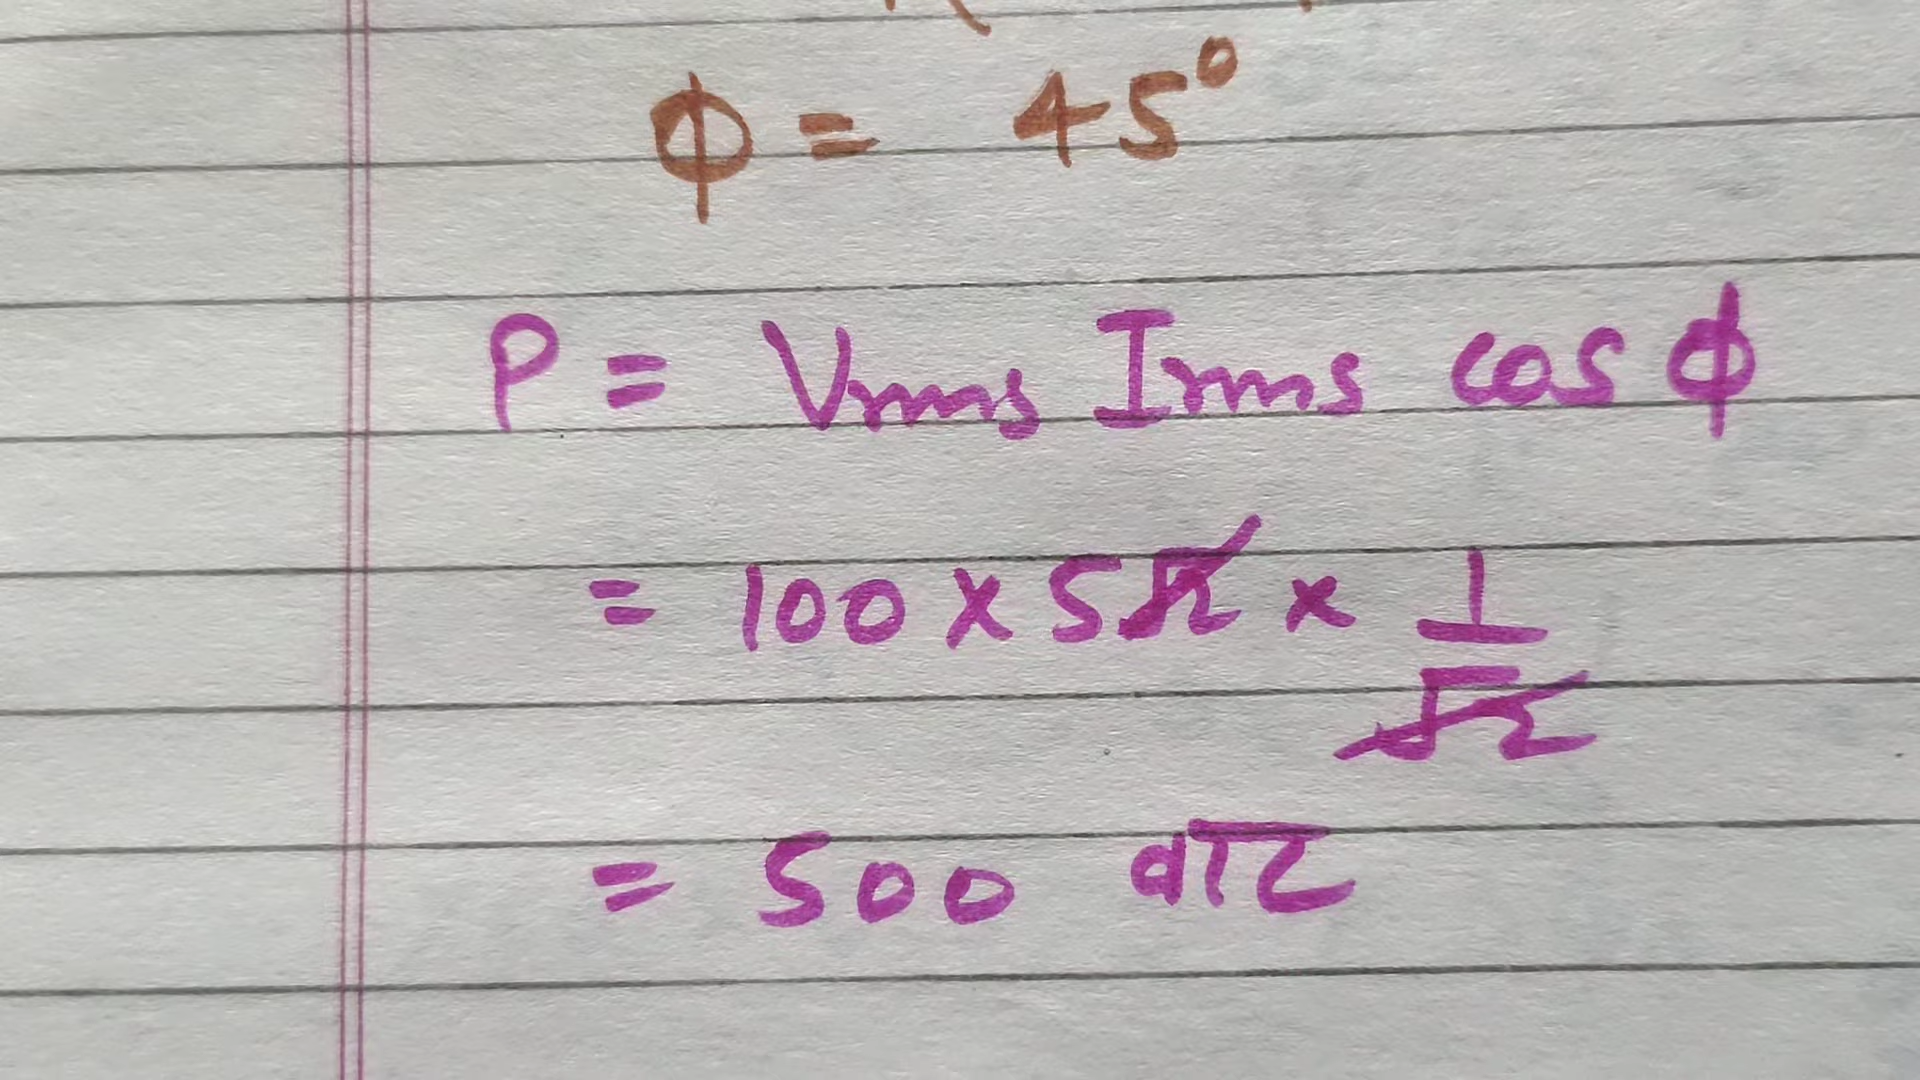 Φ = 45°
P = Vrms Irms cos Φ
= 100 × 5√2 × 1/√2
= 500 वाट